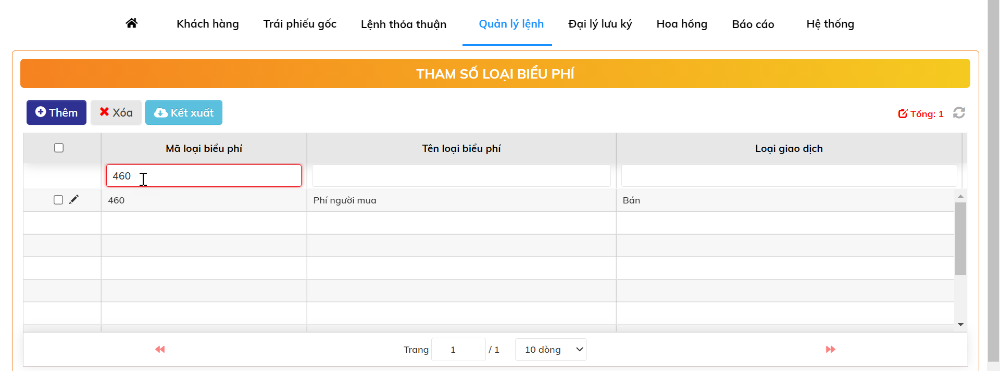 Khách hàng Trái phiếu gốc Lệnh thỏa thuận Quản lý lệnh Đại lý lưu ký Hoa hồng Báo cáo Hệ thống
THAM SỐ LOẠI BIỂU PHÍ
Thêm Xóa Kết xuất Tổng: 1
Mã loại biểu phí Tên loại biểu phí Loại giao dịch
460
460 Phí người mua Bán
Trang 1 / 1 10 dòng